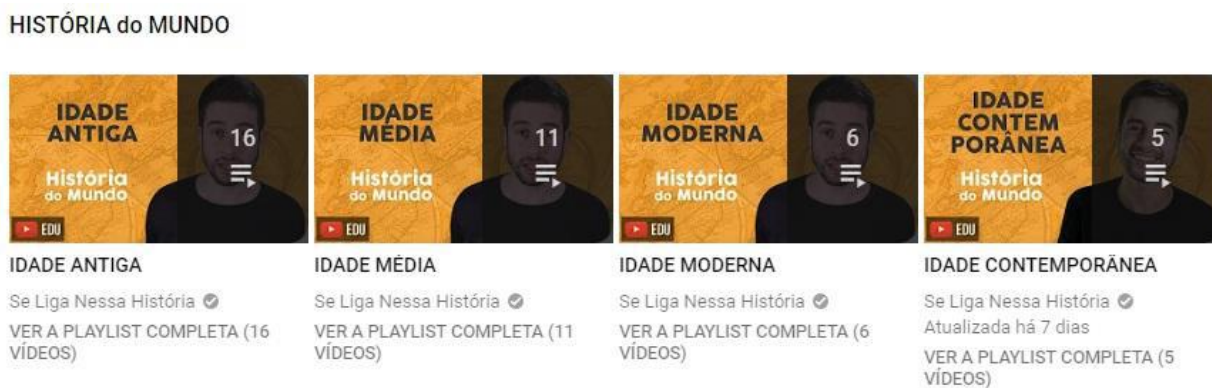 HISTÓRIA do MUNDO
IDADE
ANTIGA
História
do Mundo
16
EDU
IDADE
MÉDIA
História
do Mundo
11
EDU
IDADE
MODERNA
História
do Mundo
6
EDU
IDADE
CONTEM
PORÂNEA
História
do Mundo
5
EDU
IDADE ANTIGA
Se Liga Nessa História
VER A PLAYLIST COMPLETA (16
VÍDEOS)
IDADE MÉDIA
Se Liga Nessa História
VER A PLAYLIST COMPLETA (11
VÍDEOS)
IDADE MODERNA
Se Liga Nessa História
VER A PLAYLIST COMPLETA (6
VÍDEOS)
IDADE CONTEMPORÂNEA
Se Liga Nessa História
Atualizada há 7 dias
VER A PLAYLIST COMPLETA (5
VÍDEOS)